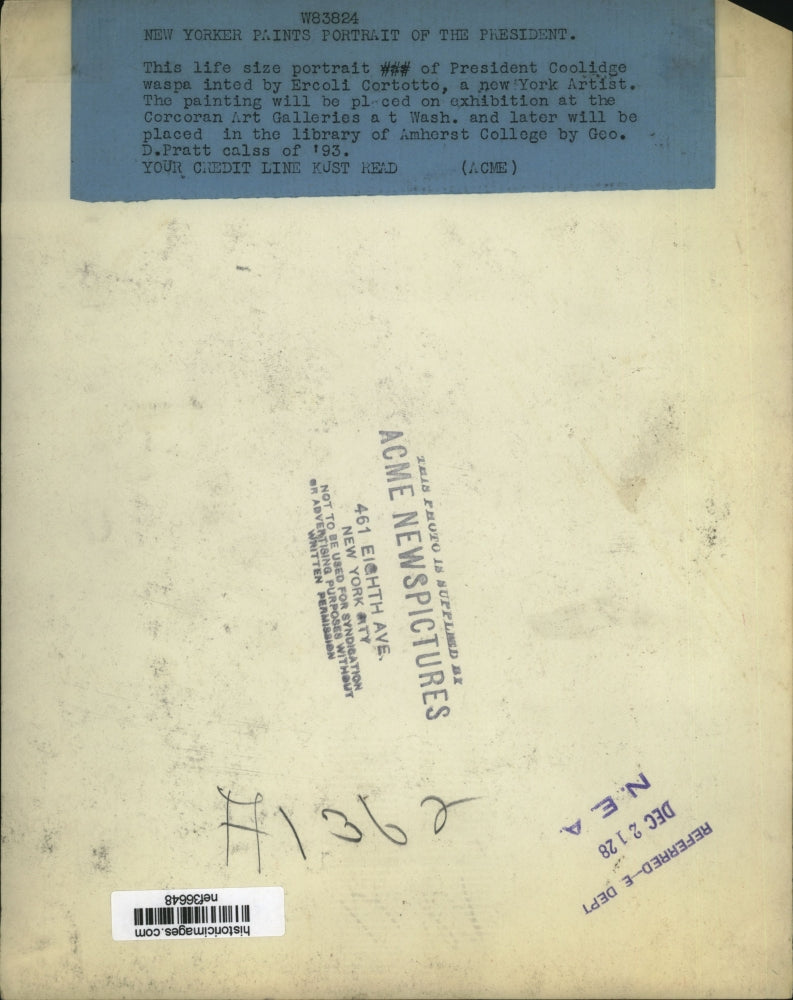 W83824
NEW YORKER PAINTS PORTRAIT OF THE PRESIDENT.
This life size portrait ### of President Coolidge
waspa inted by Ercoli Cortotto, a new York Artist.
The painting will be placed on exhibition at the
Corcoran Art Galleries a t Wash. and later will be
placed in the library of Amherst College by Geo.
D.Pratt calss of '93.
YOUR CREDIT LINE KUST READ (ACME)
THIS PHOTO IS SUPPLIED BY
ACME NEWSPICTURES
461 EIGHTH AVE.
NEW YORK CITY
NOT TO BE USED FOR SYNDICATION
OR ADVERTISING PURPOSES WITHOUT
WRITTEN PERMISSION
REFERRED-E DEPT
DEC 21 28
N.E.A
historicimages.com
nef36648